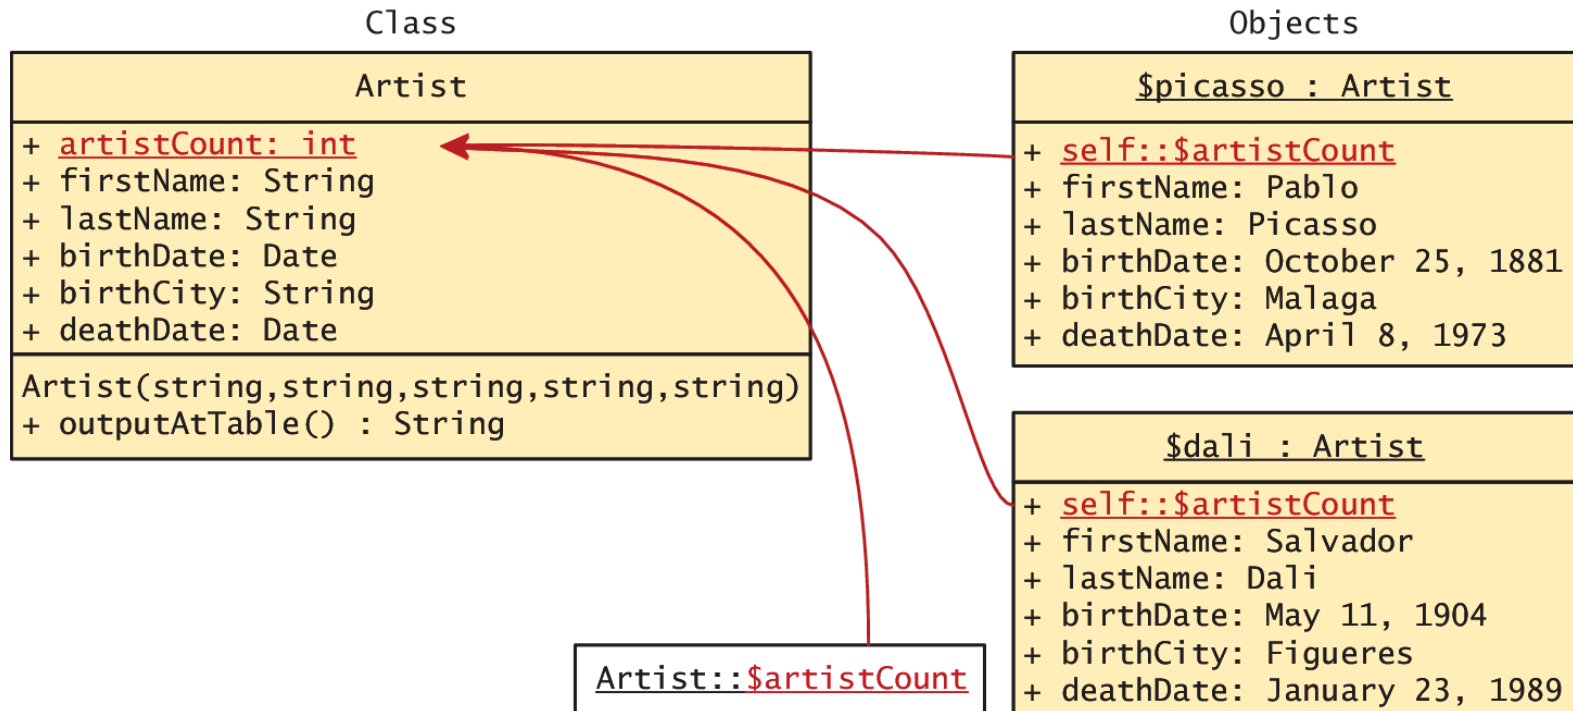 Class
Artist
+ artistCount: int
+ firstName: String
+ lastName: String
+ birthDate: Date
+ birthCity: String
+ deathDate: Date
Artist(string,string,string,string,string)
+ outputAtTable() : String
Objects
$picasso : Artist
+ self::$artistCount
+ firstName: Pablo
+ lastName: Picasso
+ birthDate: October 25, 1881
+ birthCity: Malaga
+ deathDate: April 8, 1973
$dali : Artist
+ self::$artistCount
+ firstName: Salvador
+ lastName: Dali
+ birthDate: May 11, 1904
+ birthCity: Figueres
+ deathDate: January 23, 1989
Artist::$artistCount